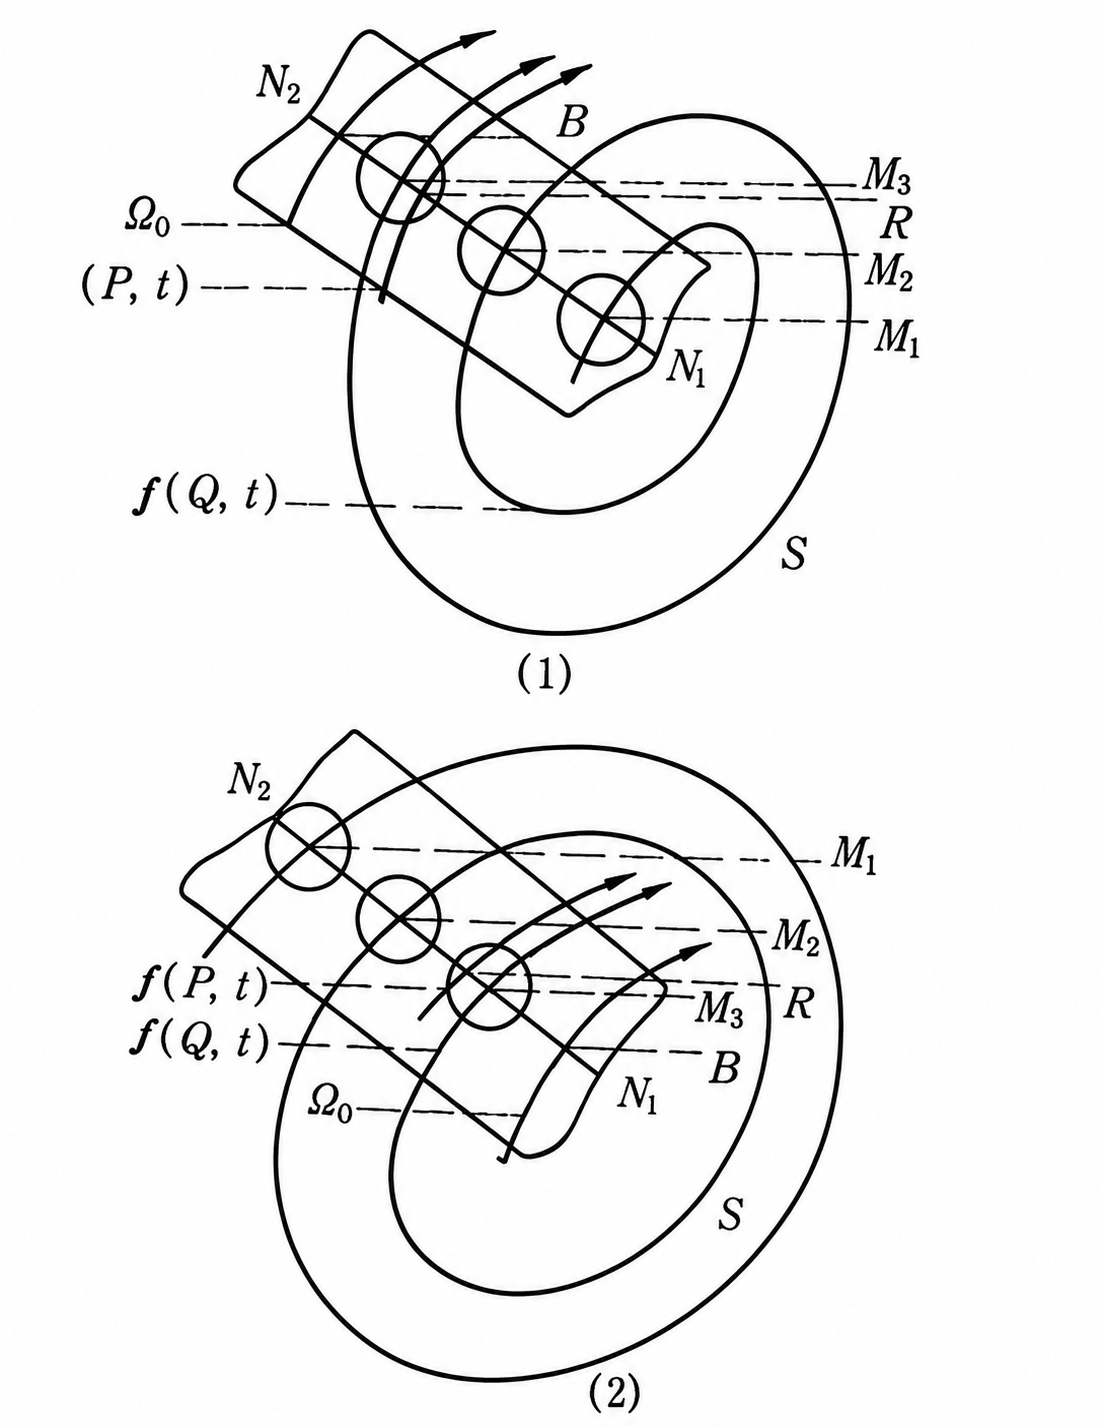 N₂
B
M₃
Ω₀
R
M₂
(P, t)
M₁
N₁
f(Q, t)
S
(1)
N₂
M₁
M₂
f(P, t)
R
M₃
f(Q, t)
B
N₁
Ω₀
S
(2)